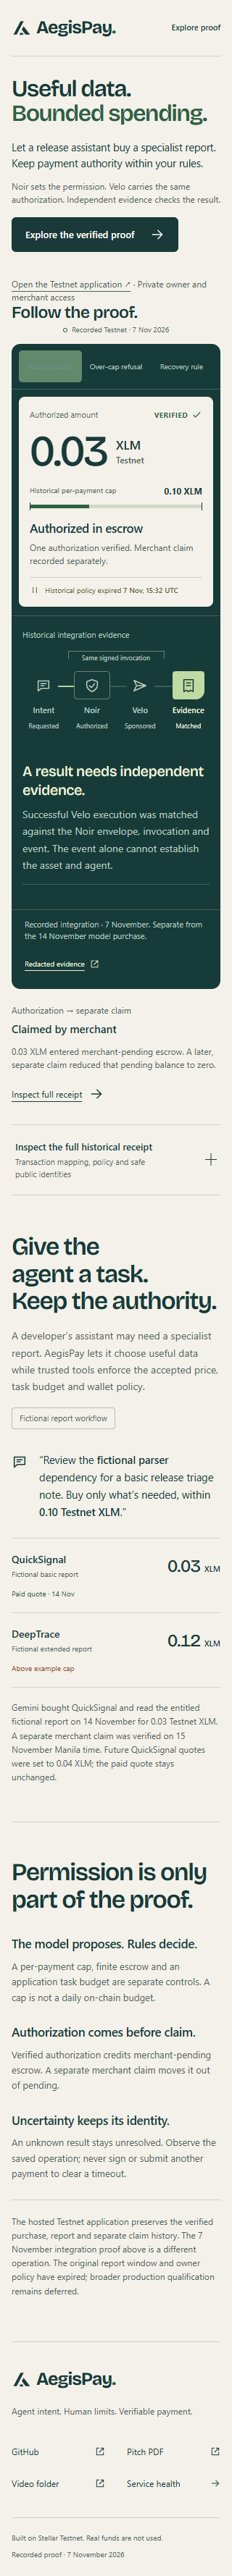 AegisPay.
Explore proof
Useful data.
Bounded spending.
Let a release assistant buy a specialist report.
Keep payment authority within your rules.
Noir sets the permission. Velo carries the same
authorization. Independent evidence checks the result.
Explore the verified proof →
Open the Testnet application ↗ · Private owner and
merchant access
Follow the proof.
Recorded Testnet · 7 Nov 2026
Over-cap refusal
Recovery rule
Authorized amount
VERIFIED ✓
0.03 XLM
Testnet
Historical per-payment cap
0.10 XLM
Authorized in escrow
One authorization verified. Merchant claim
recorded separately.
Historical policy expired 7 Nov, 15:32 UTC
Historical integration evidence
Same signed invocation
Intent
Noir
Velo
Evidence
Requested
Authorized
Sponsored
Matched
A result needs independent
evidence.
Successful Velo execution was matched
against the Noir envelope, invocation and
event. The event alone cannot establish
the asset and agent.
Recorded integration · 7 November. Separate from
the 14 November model purchase.
Redacted evidence
Authorization → separate claim
Claimed by merchant
0.03 XLM entered merchant-pending escrow. A later,
separate claim reduced that pending balance to zero.
Inspect full receipt →
Inspect the full historical receipt
Transaction mapping, policy and safe
public identities
Give the
agent a task.
Keep the authority.
A developer’s assistant may need a specialist
report. AegisPay lets it choose useful data
while trusted tools enforce the accepted price,
task budget and wallet policy.
Fictional report workflow
“Review the fictional parser
dependency for a basic release triage
note. Buy only what’s needed, within
0.10 Testnet XLM.”
QuickSignal
0.03 XLM
Fictional basic report
Paid quote · 14 Nov
DeepTrace
0.12 XLM
Fictional extended report
Above example cap
Gemini bought QuickSignal and read the entitled
fictional report on 14 November for 0.03 Testnet XLM.
A separate merchant claim was verified on 15
November Manila time. Future QuickSignal quotes
were set to 0.04 XLM; the paid quote stays
unchanged.
Permission is only
part of the proof.
The model proposes. Rules decide.
A per-payment cap, finite escrow and an
application task budget are separate controls. A
cap is not a daily on-chain budget.
Authorization comes before claim.
Verified authorization credits merchant-pending
escrow. A separate merchant claim moves it out
of pending.
Uncertainty keeps its identity.
An unknown result stays unresolved. Observe the
saved operation; never sign or submit another
payment to clear a timeout.
The hosted Testnet application preserves the verified
purchase, report and separate claim history. The 7
November integration proof above is a different
operation. The original report window and owner
policy have expired; broader production qualification
remains deferred.
AegisPay.
Agent intent. Human limits. Verifiable payment.
GitHub
Pitch PDF
Video folder
Service health →
Built on Stellar Testnet. Real funds are not used.
Recorded proof · 7 November 2026